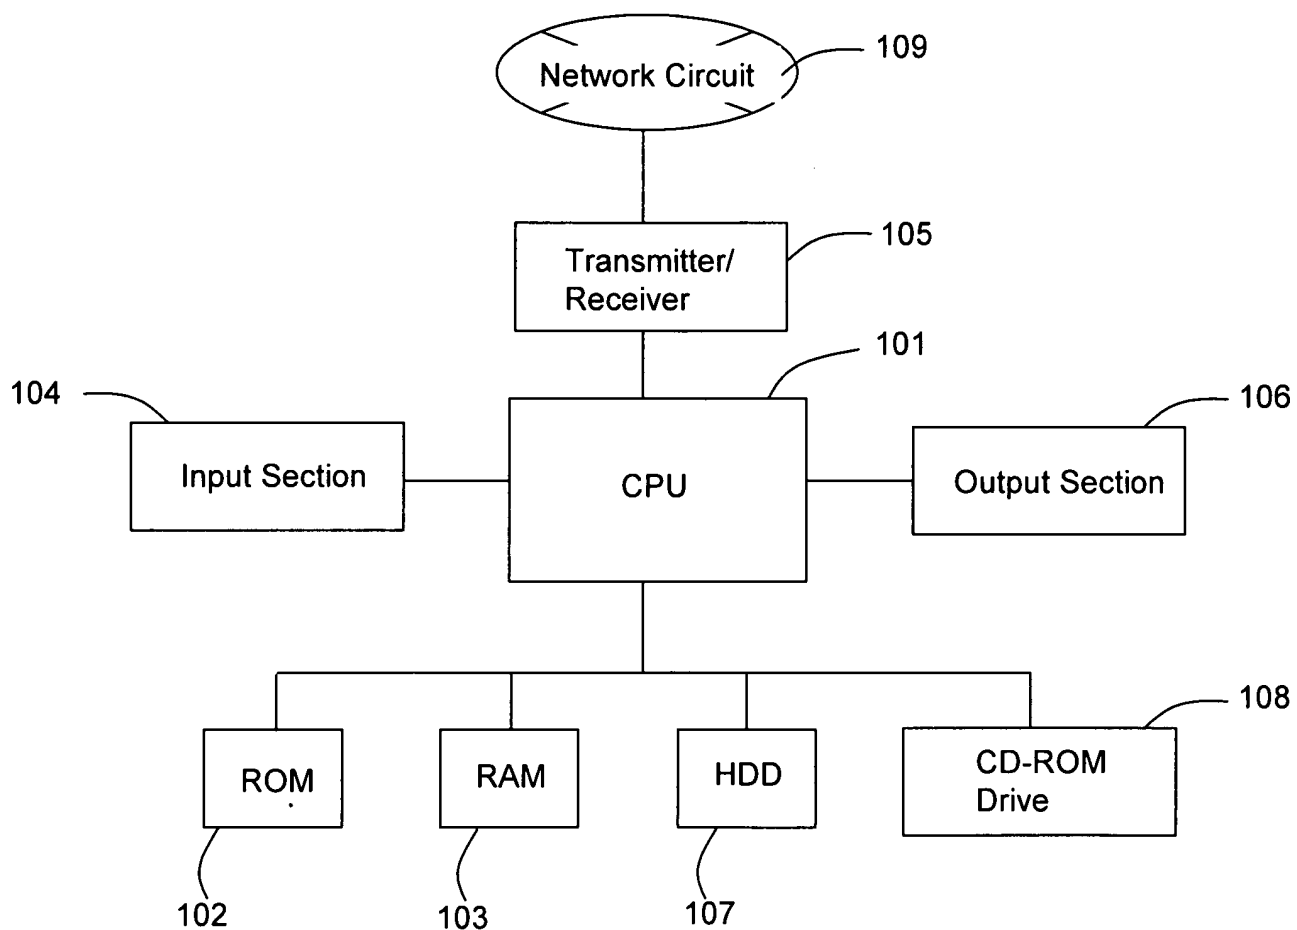 109
Network Circuit
105
Transmitter/
Receiver
101
104
106
Input Section
CPU
Output Section
108
ROM
RAM
HDD
CD-ROM
Drive
102
103
107